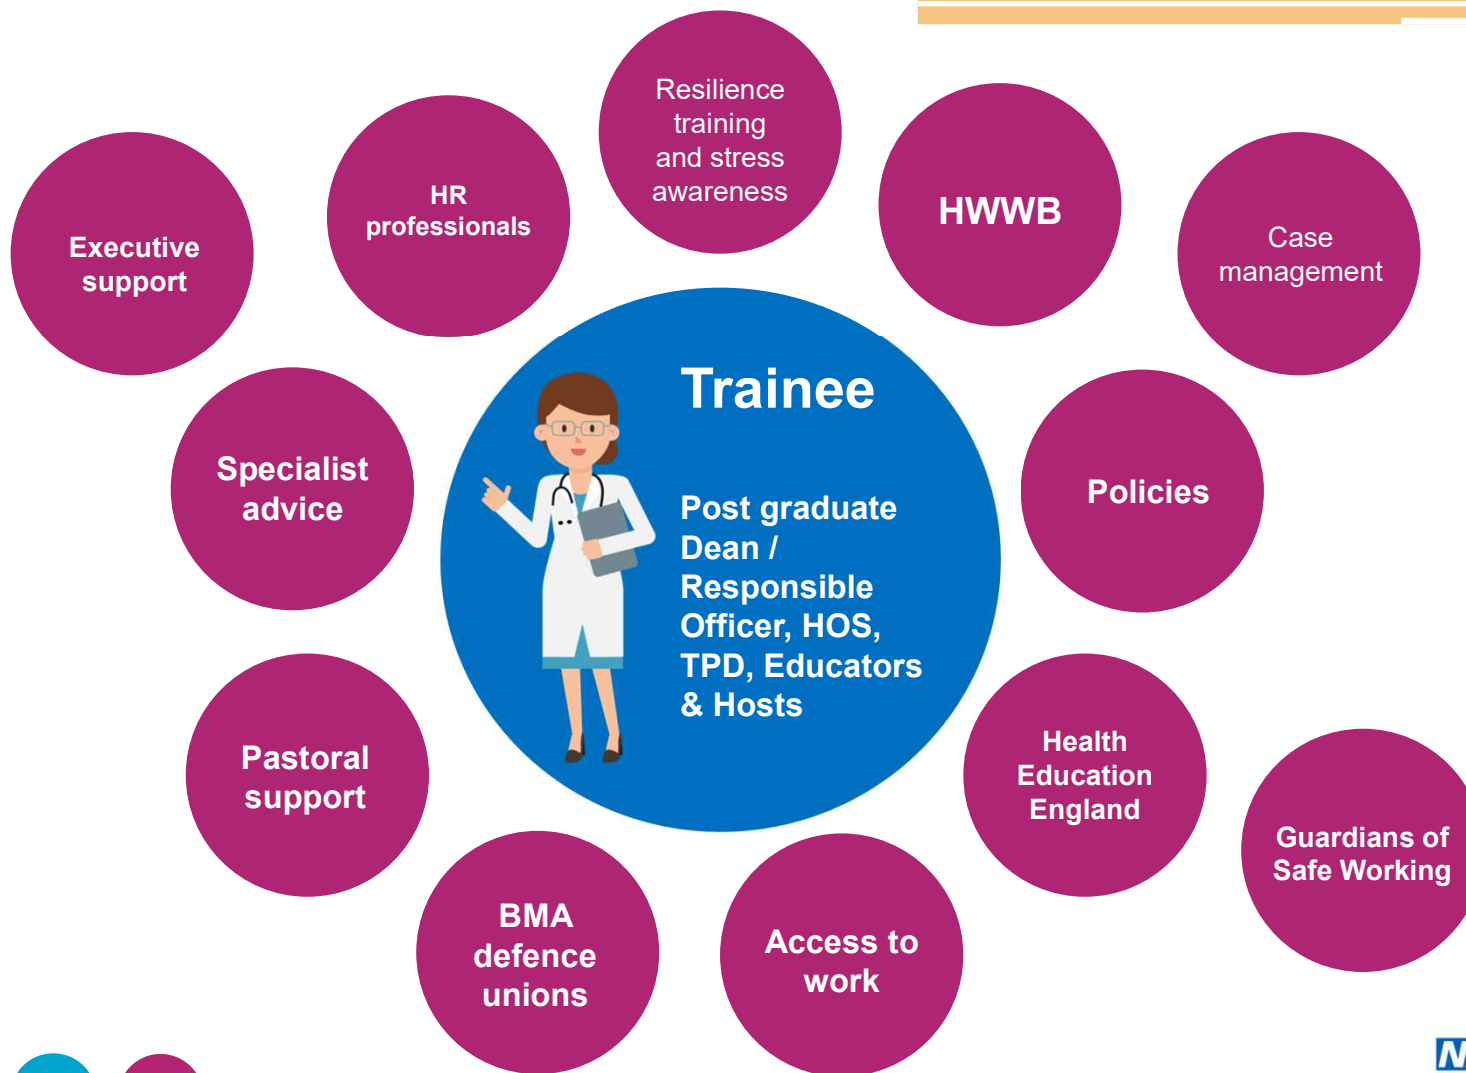 Resilience
training
and stress
awareness
HR
professionals
HWWB
Executive
support
Case
management
Trainee
Specialist
advice
Policies
Post graduate
Dean /
Responsible
Officer, HOS,
TPD, Educators
& Hosts
Pastoral
support
Health
Education
England
Guardians of
Safe Working
BMA
defence
unions
Access to
work